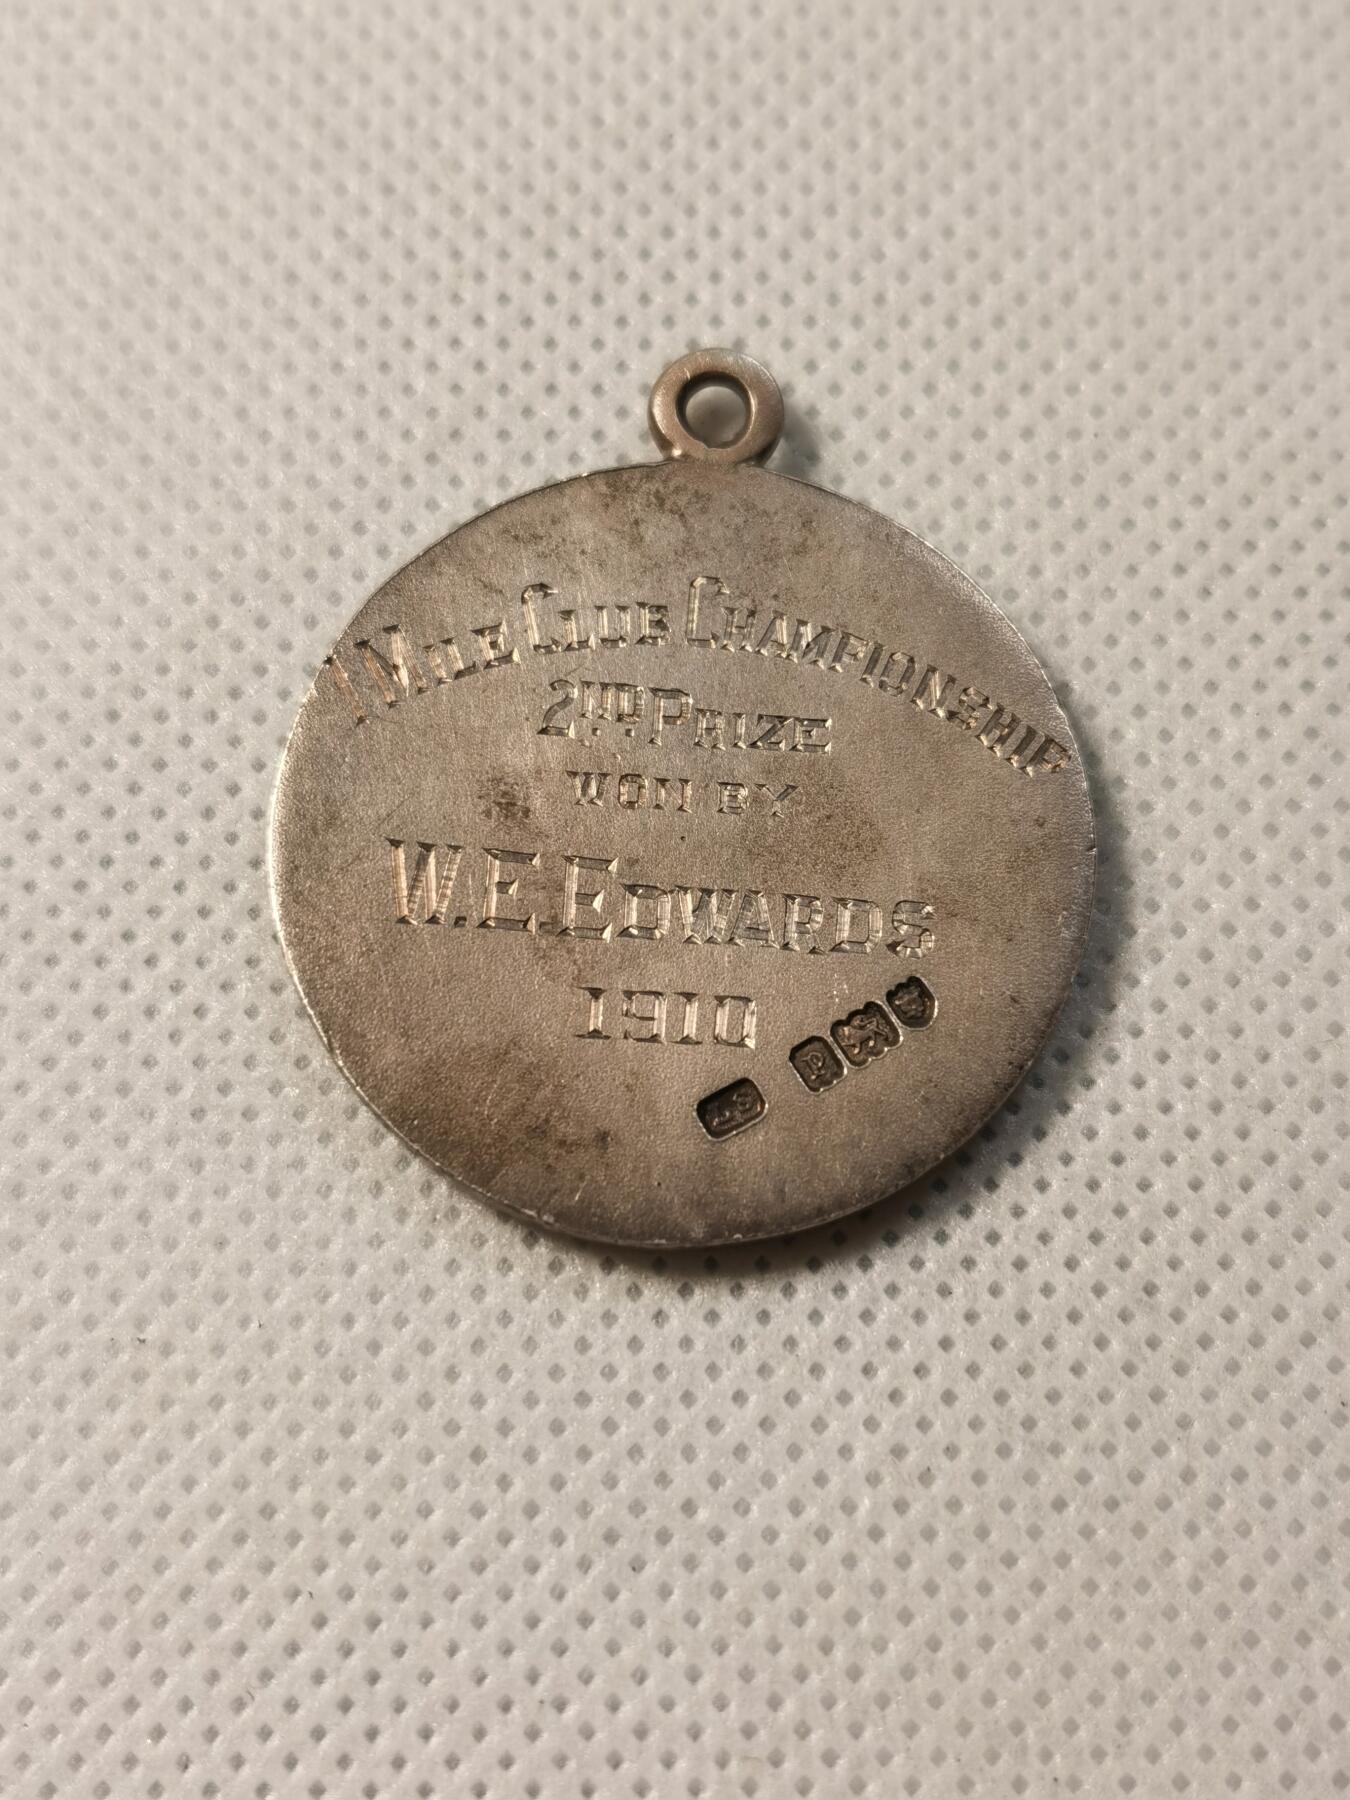 1 MILE CLUB CHAMPIONSHIP
2ND. PRIZE
WON BY
W.E.EDWARDS
1910